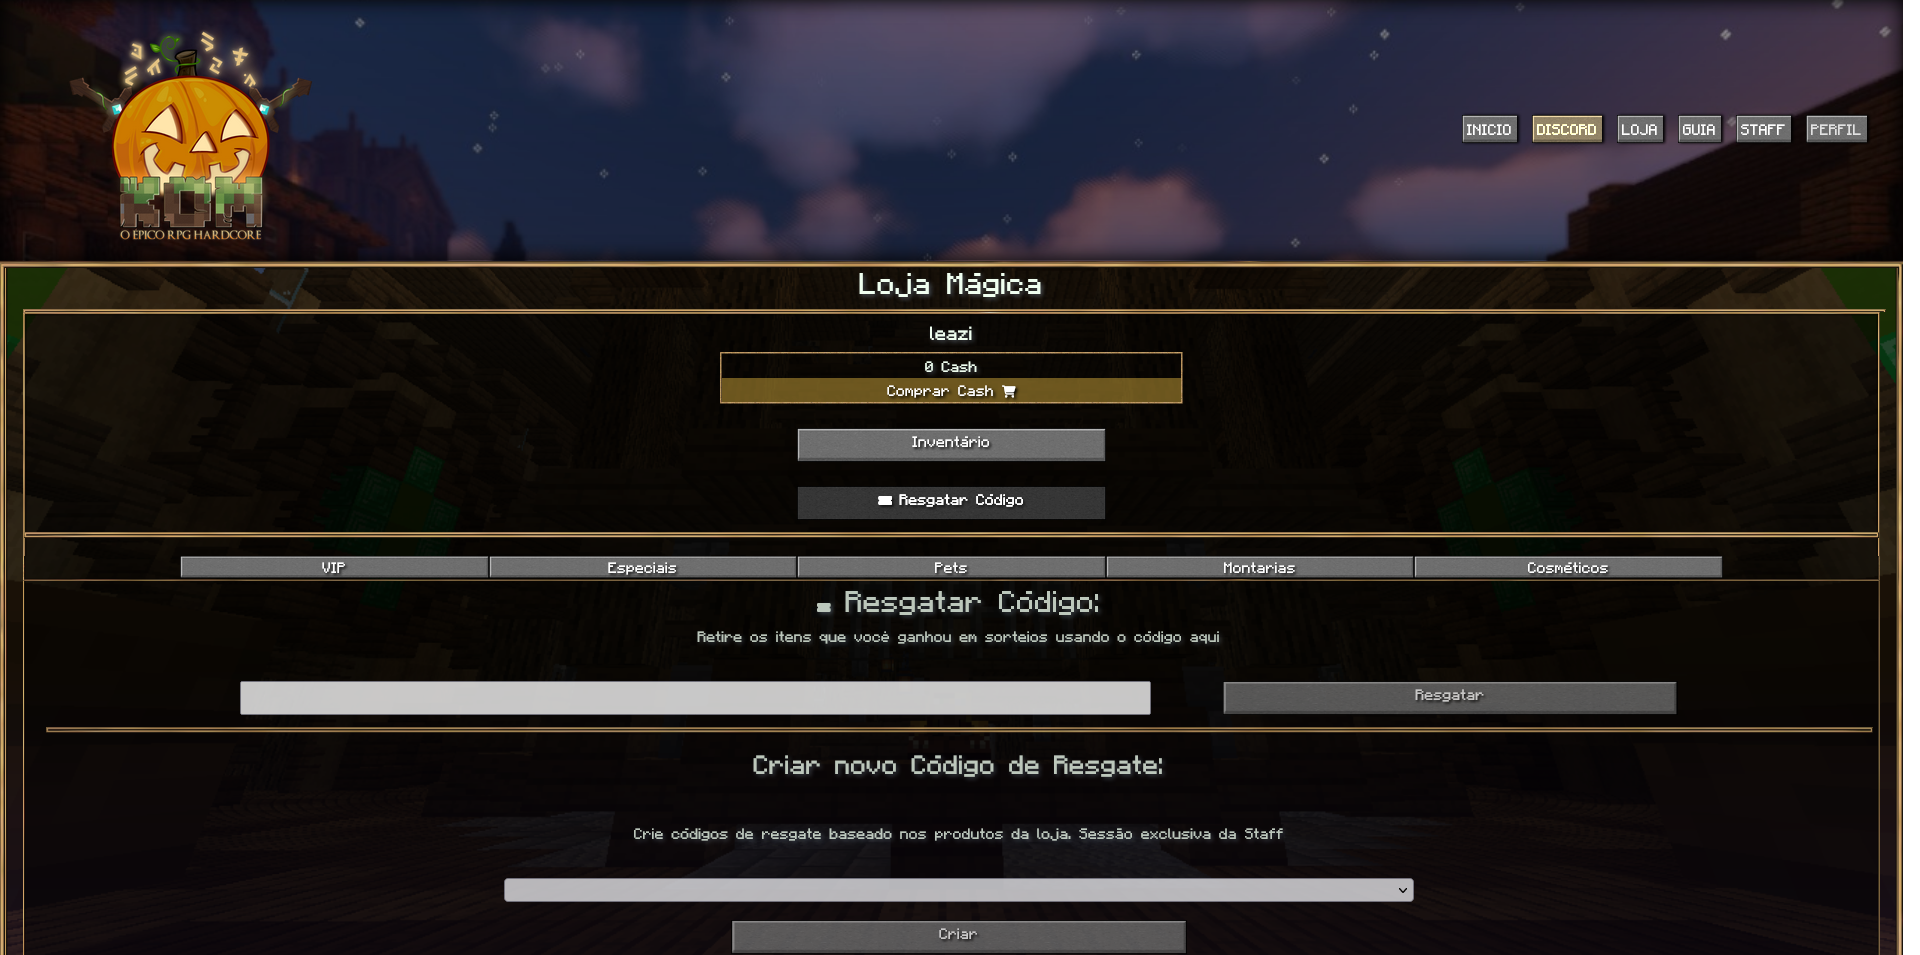 KDM
O EPICO RPG HARDCORE
INICIO DISCORD LOJA GUIA STAFF PERFIL
Loja Mágica
leazi
0 Cash
Comprar Cash
Inventário
Resgatar Código
VIP Especiais Pets Montarias Cosméticos
Resgatar Código:
Retire os itens que você ganhou em sorteios usando o código aqui
Resgatar
Criar novo Código de Resgate:
Crie códigos de resgate baseado nos produtos da loja. Sessão exclusiva da Staff
Criar